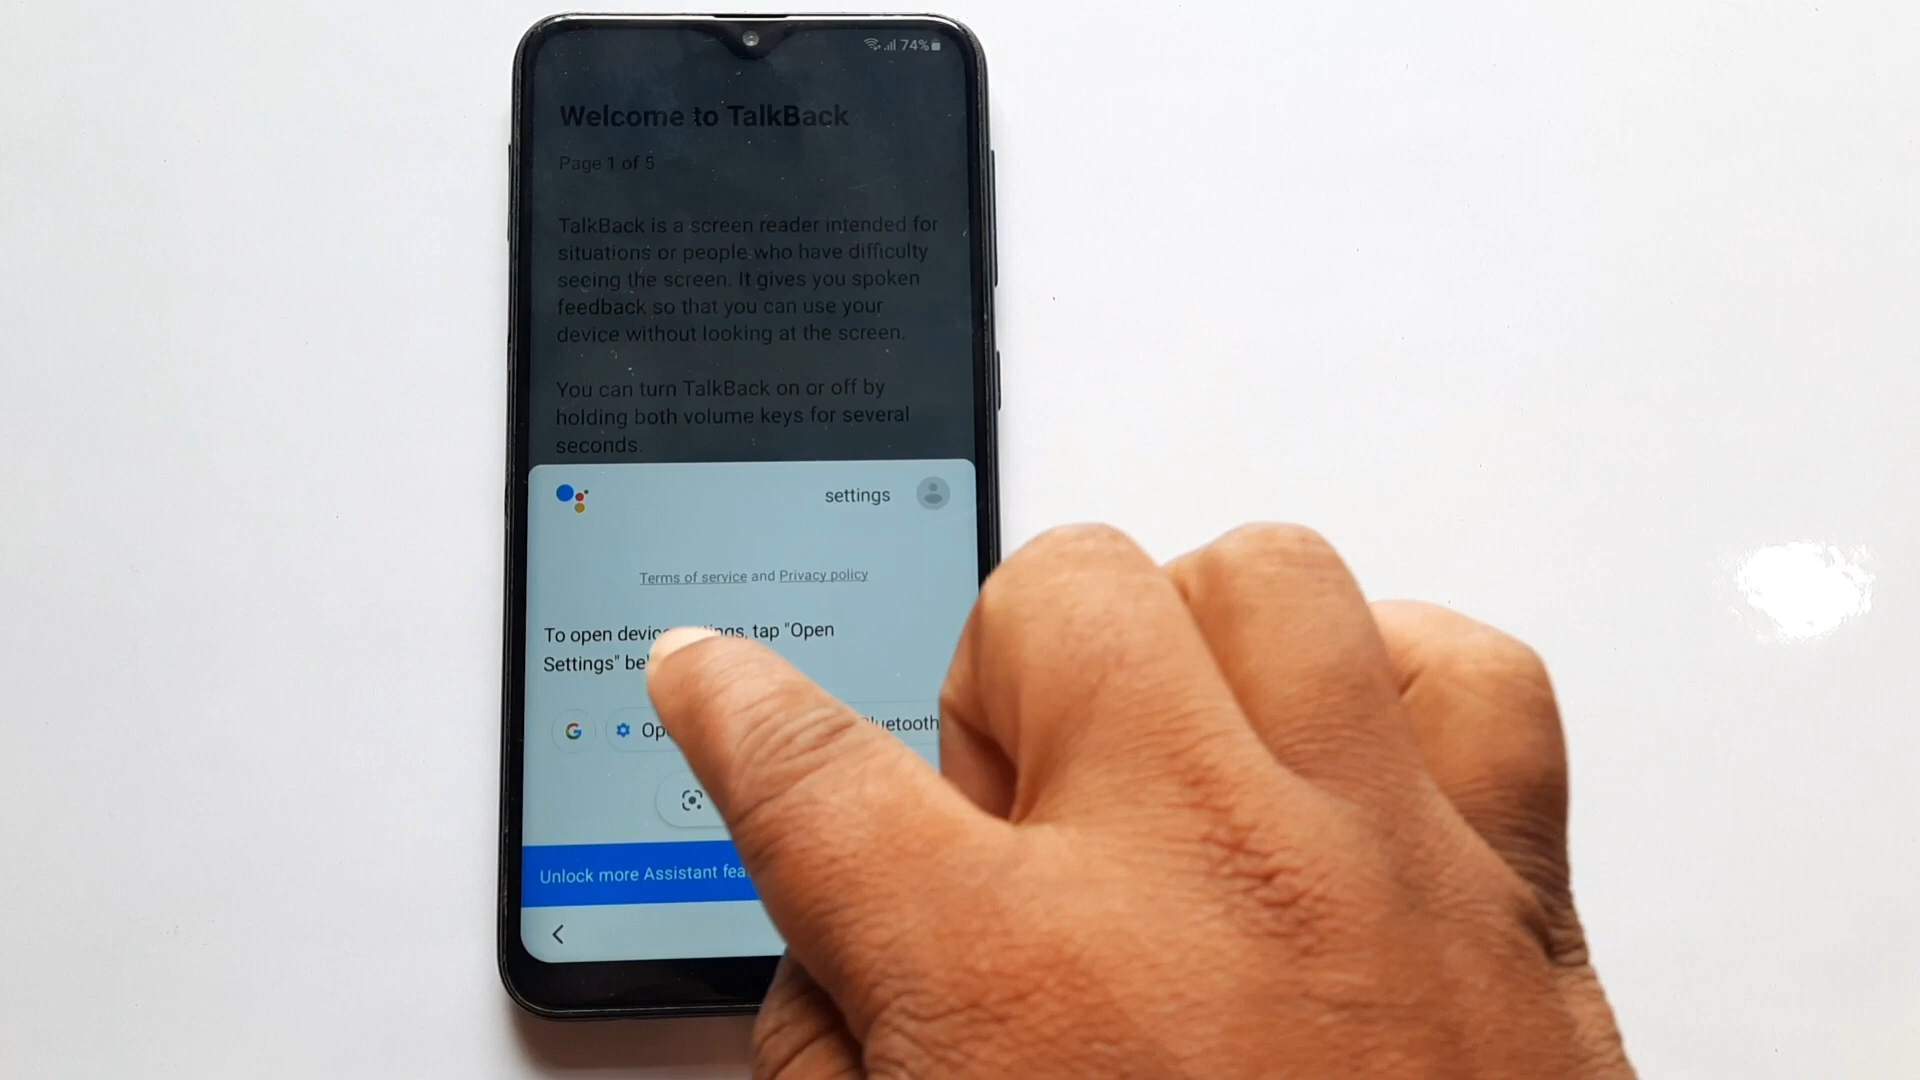 74%
Welcome to TalkBack
Page 1 of 5
TalkBack is a screen reader intended for
situations or people who have difficulty
seeing the screen. It gives you spoken
feedback so that you can use your
device without looking at the screen.
You can turn TalkBack on or off by
holding both volume keys for several
seconds.
settings
Terms of service and Privacy policy
To open tap "Open
Settings"
G
Unlock more Assistant